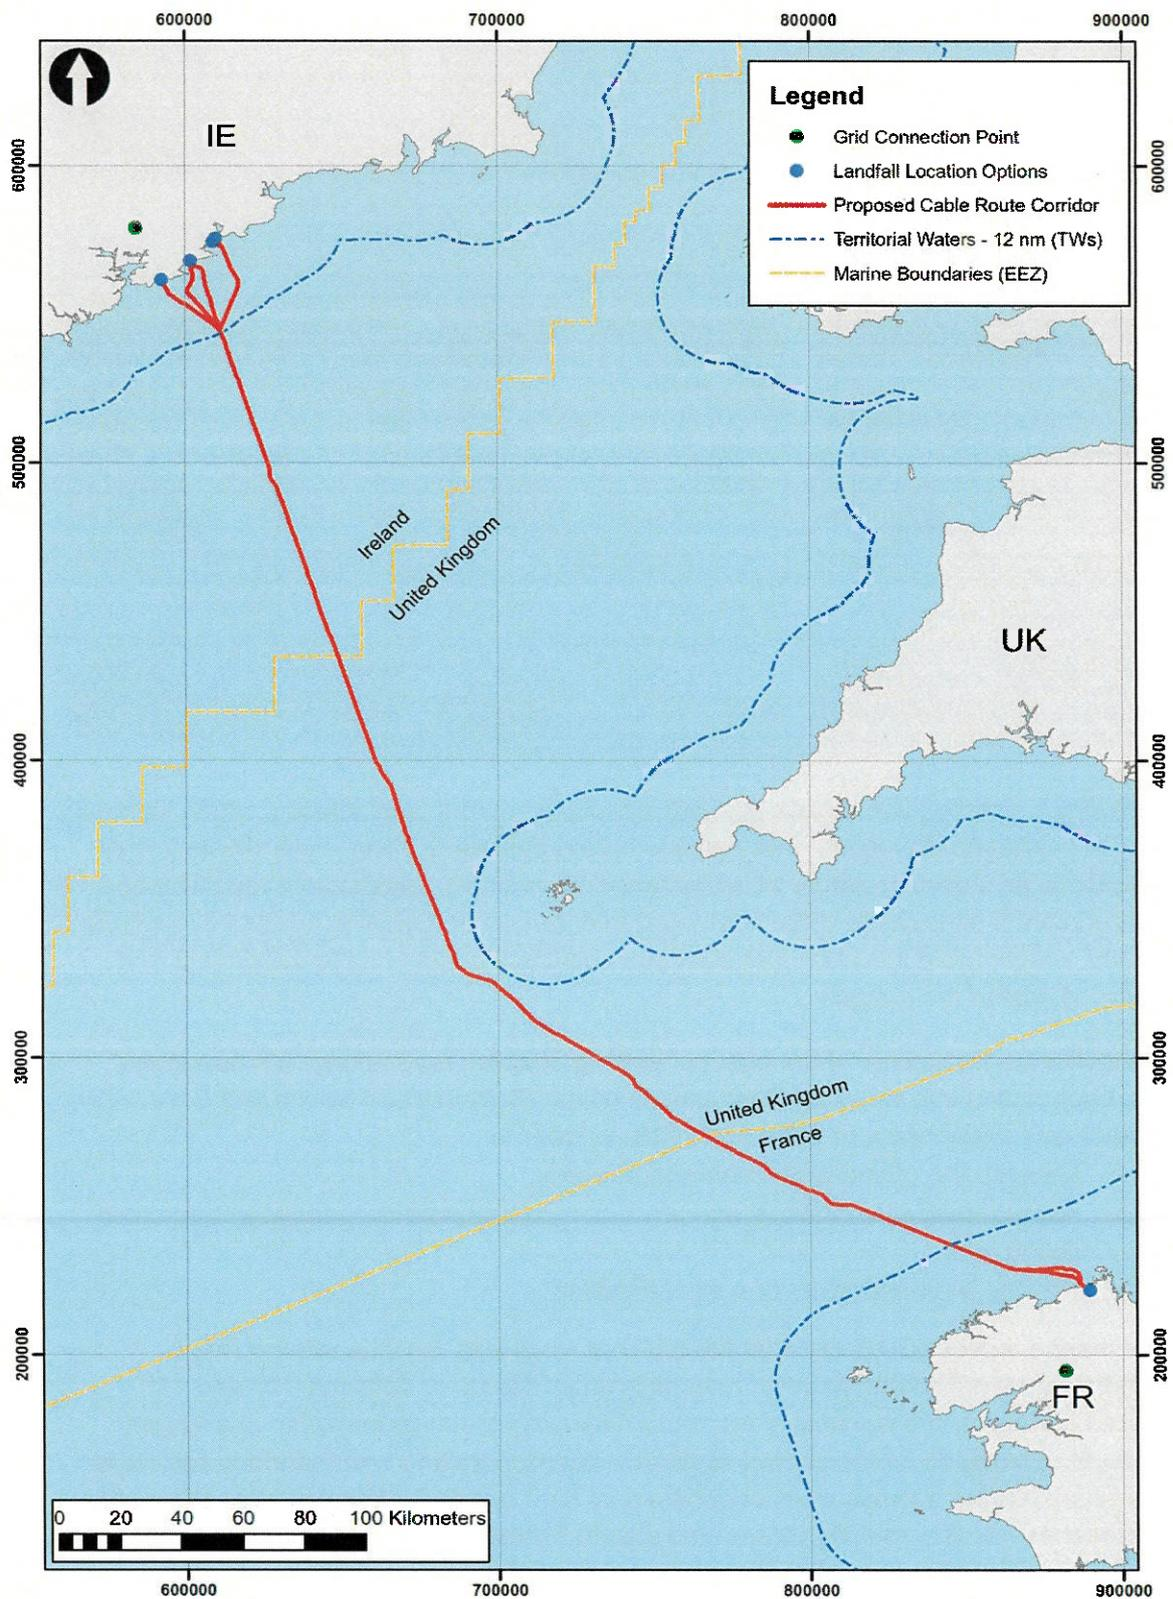 600000 700000 800000 900000
Legend
Grid Connection Point
Landfall Location Options
Proposed Cable Route Corridor
Territorial Waters - 12 nm (TWs)
Marine Boundaries (EEZ)
IE
600000 600000
500000 500000
Ireland
United Kingdom
UK
400000 400000
300000 300000
United Kingdom
France
200000 200000
FR
0 20 40 60 80 100 Kilometers
600000 700000 800000 900000